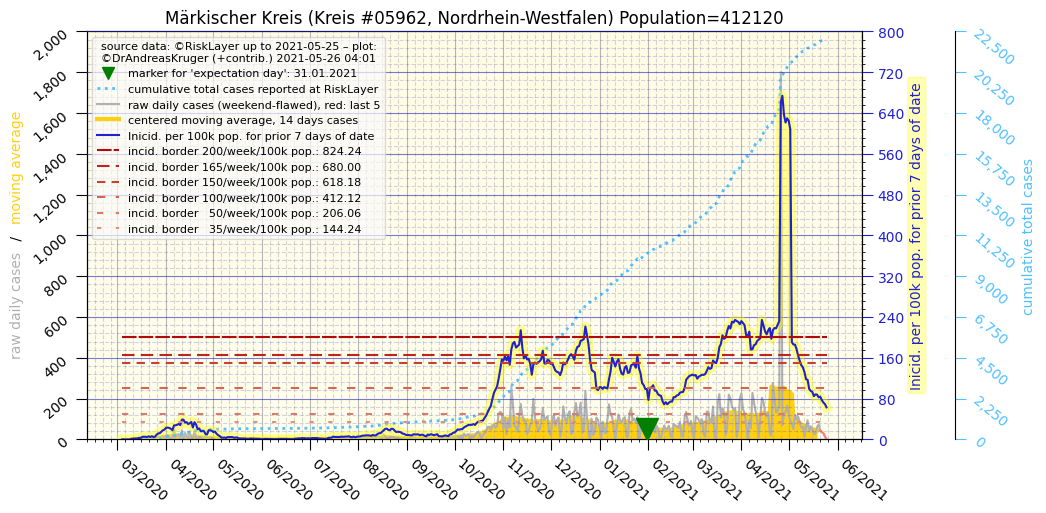 Märkischer Kreis (Kreis #05962, Nordrhein-Westfalen) Population=412120
source data: ©RiskLayer up to 2021-05-25 – plot:
©DrAndreasKruger (+contrib.) 2021-05-26 04:01
marker for 'expectation day': 31.01.2021
cumulative total cases reported at RiskLayer
raw daily cases (weekend-flawed), red: last 5
centered moving average, 14 days cases
Inicid. per 100k pop. for prior 7 days of date
incid. border 200/week/100k pop.: 824.24
incid. border 165/week/100k pop.: 680.00
incid. border 150/week/100k pop.: 618.18
incid. border 100/week/100k pop.: 412.12
incid. border 50/week/100k pop.: 206.06
incid. border 35/week/100k pop.: 144.24
raw daily cases / moving average
2,000
1,800
1,600
1,400
1,200
1,000
800
600
400
200
0
03/2020
04/2020
05/2020
06/2020
07/2020
08/2020
09/2020
10/2020
11/2020
12/2020
01/2021
02/2021
03/2021
04/2021
05/2021
06/2021
800
720
640
560
480
400
320
240
160
80
0
Inicid. per 100k pop. for prior 7 days of date
22,500
20,250
18,000
15,750
13,500
11,250
9,000
6,750
4,500
2,250
0
cumulative total cases